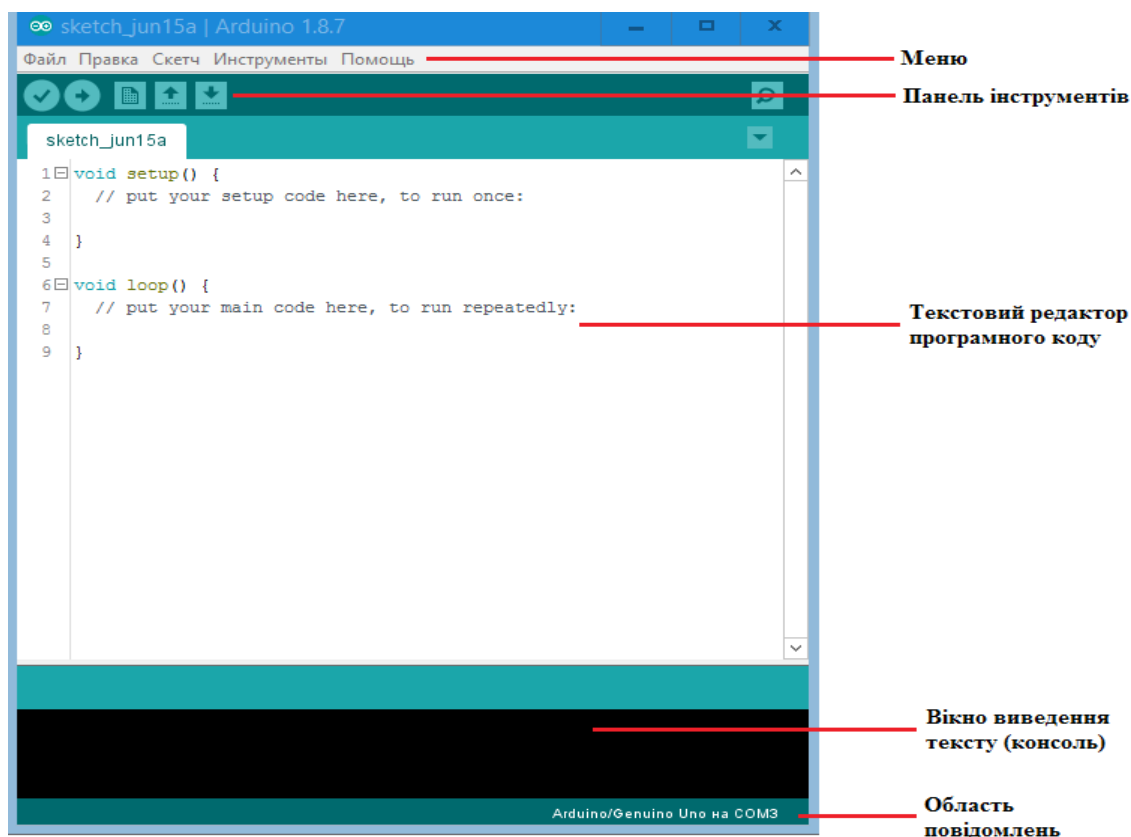 sketch_jun15a | Arduino 1.8.7
Файл Правка Скетч Инструменты Помощь
Меню
Панель інструментів
sketch_jun15a
1 void setup() {
2 // put your setup code here, to run once:
3
4 }
5
6 void loop() {
7 // put your main code here, to run repeatedly:
8
9 }
Текстовий редактор
програмного коду
Вікно виведення
тексту (консоль)
Arduino/Genuino Uno на COM3
Область
повідомлень